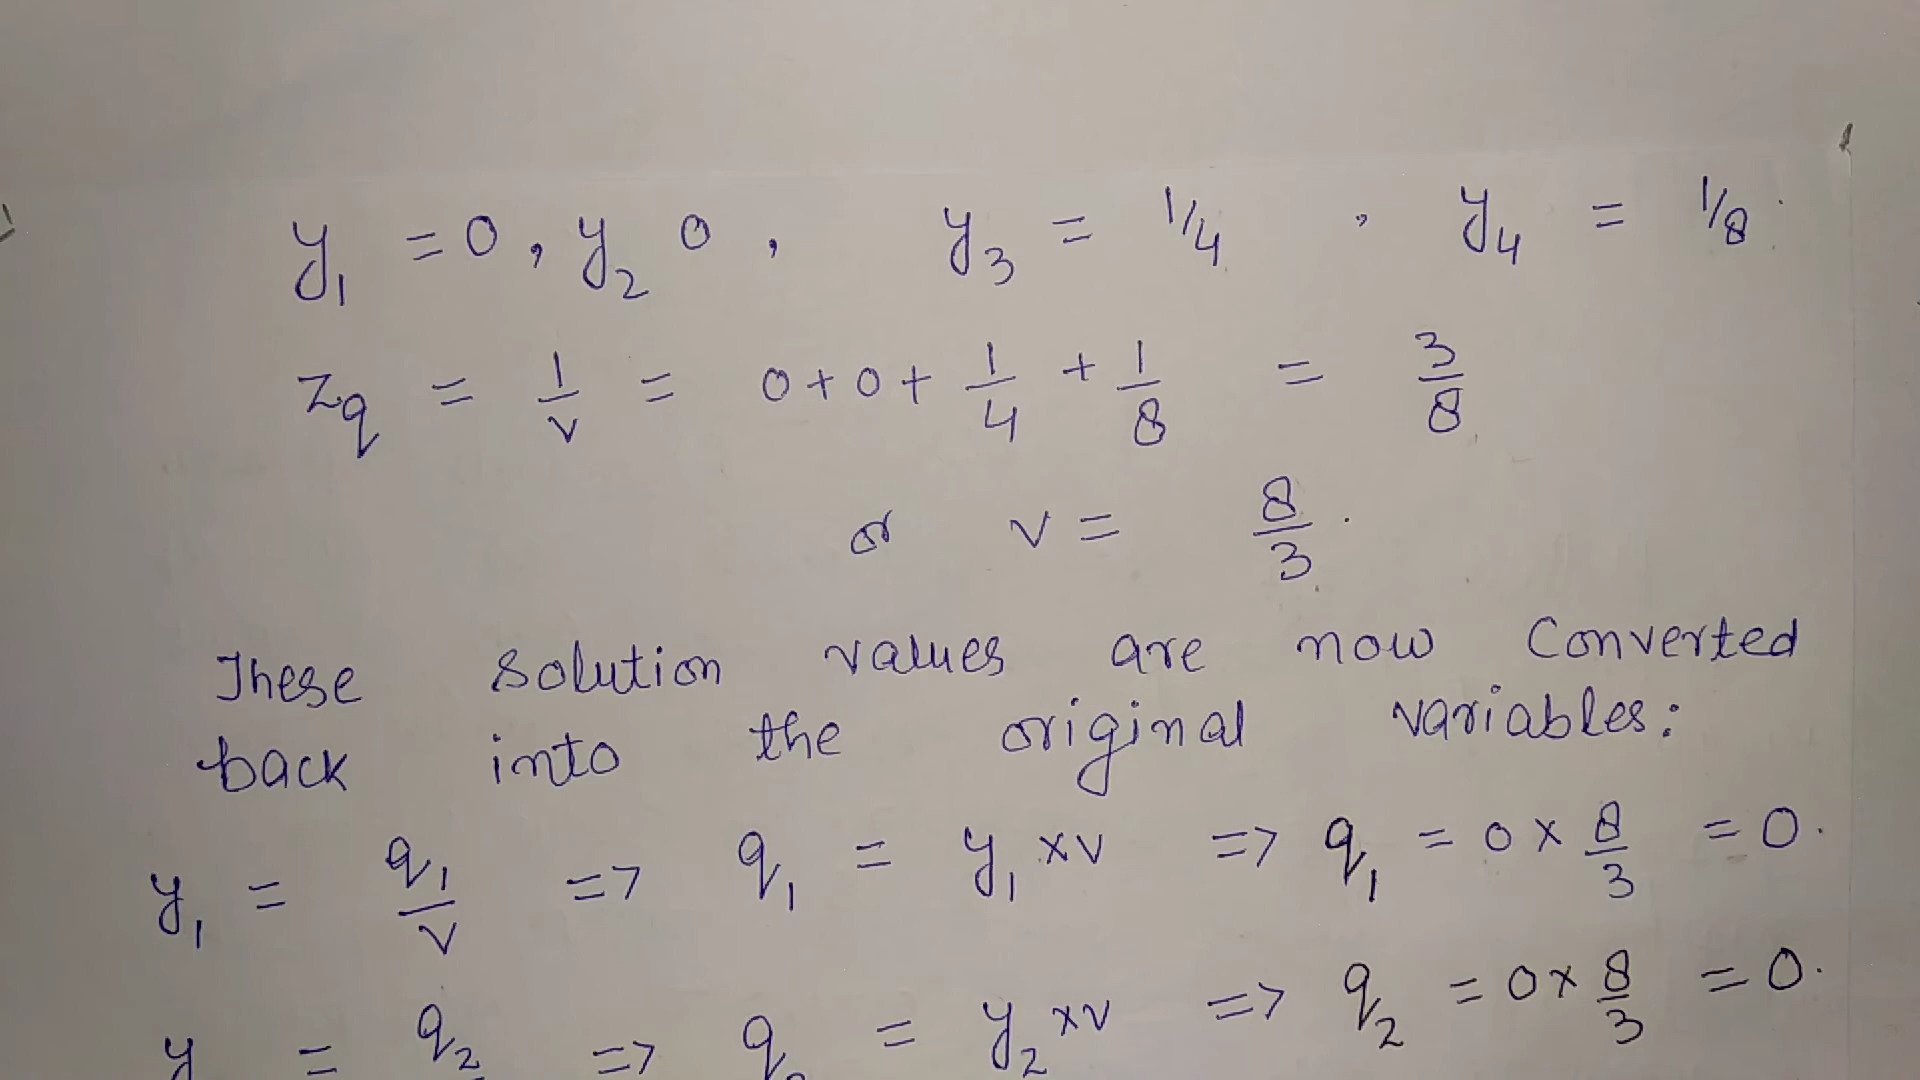 y₁ = 0, y₂ 0, y₃ = 1/4, y₄ = 1/8.
Zq = 1/v = 0 + 0 + 1/4 + 1/8 = 3/8
or v = 8/3.
These solution values are now Converted
back into the original variables:
y₁ = q₁/v => q₁ = y₁ × v => q₁ = 0 × 8/3 = 0.
y = q₂ => q = y₂ × v => q₂ = 0 × 8/3 = 0.